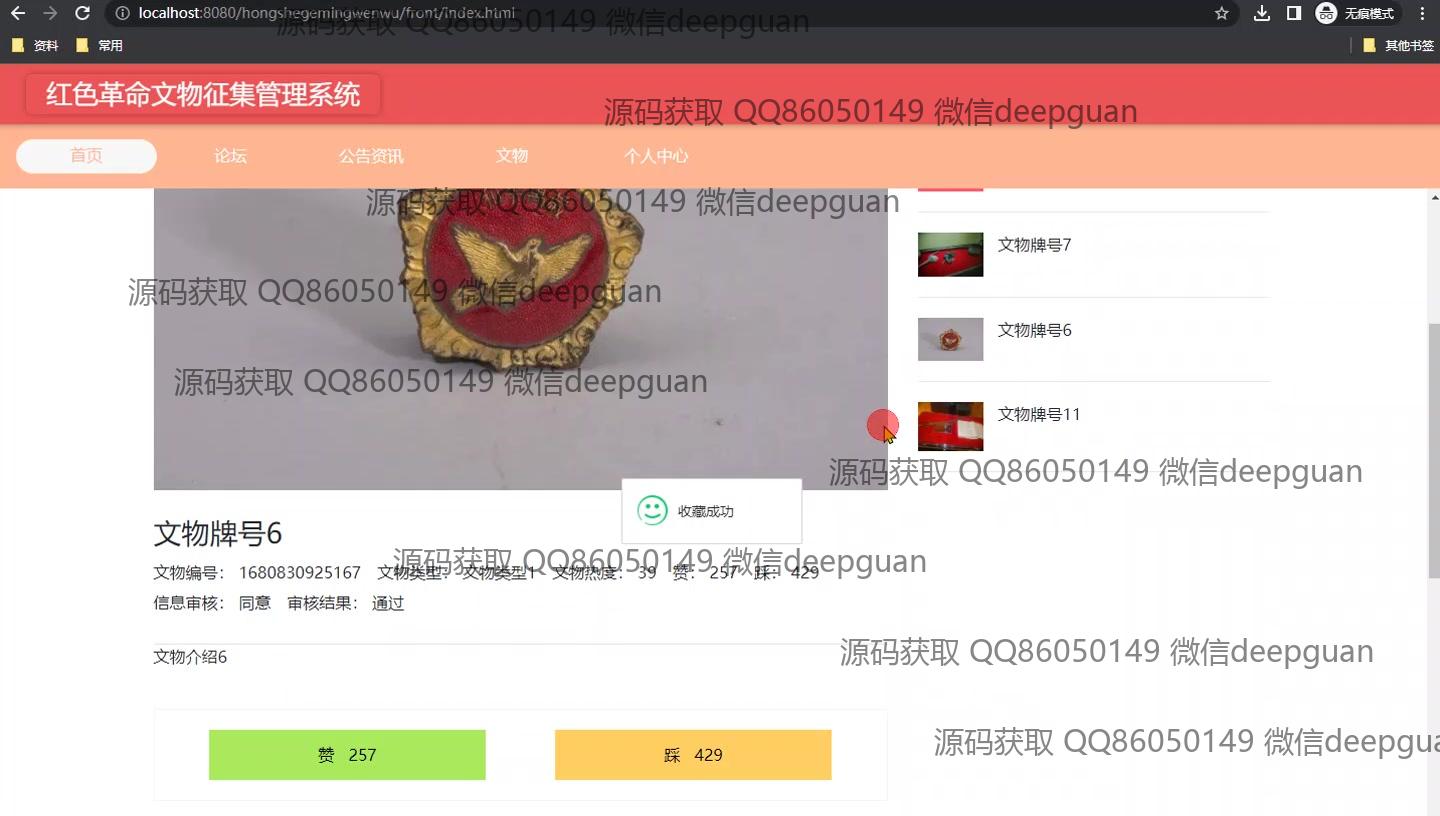 localhost:8080/hongshegemingwenwu/front/index.html
无痕模式
源码获取 QQ86050149 微信deepguan
资料
常用
其他书签
红色革命文物征集管理系统
源码获取 QQ86050149 微信deepguan
首页
论坛
公告资讯
文物
个人中心
源码获取 QQ86050149 微信deepguan
文物牌号7
源码获取 QQ86050149 微信deepguan
文物牌号6
源码获取 QQ86050149 微信deepguan
文物牌号11
源码获取 QQ86050149 微信deepguan
收藏成功
文物牌号6
源码获取 QQ86050149 微信deepguan
文物编号： 1680830925167 文物类型： 文物类型1 文物热度： 39 赞： 257 踩： 429
信息审核： 同意 审核结果： 通过
文物介绍6
源码获取 QQ86050149 微信deepguan
源码获取 QQ86050149 微信deepgua
赞 257
踩 429